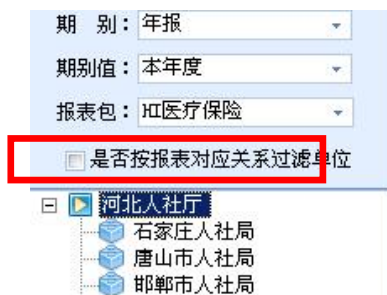 期 别：年报
期别值：本年度
报表包：HI医疗保险
是否按报表对应关系过滤单位
河北人社厅
石家庄人社局
唐山市人社局
邯郸市人社局